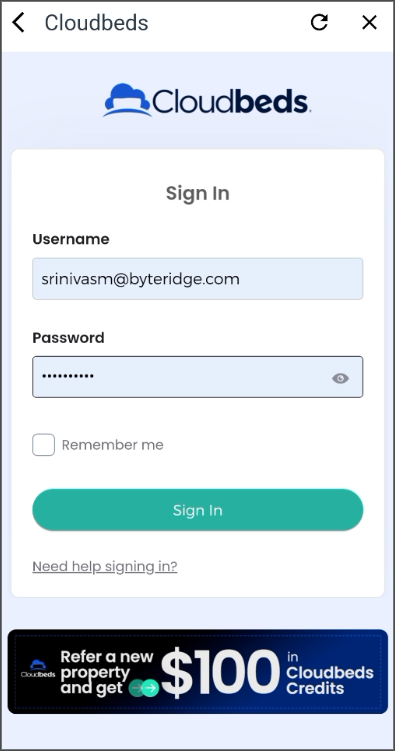 Cloudbeds
Cloudbeds.
Sign In
Username
srinivasm@byteridge.com
Password
••••••••••
Remember me
Sign In
Need help signing in?
Cloudbeds
Refer a new
property
and get
$100
in
Cloudbeds
Credits